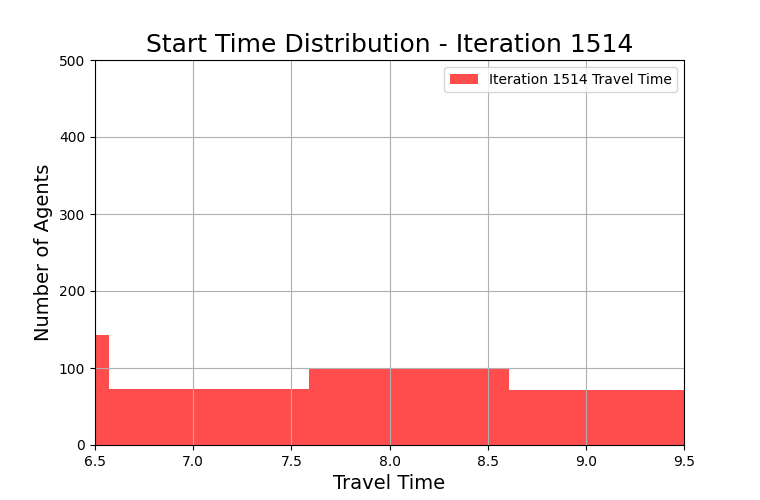 Start Time Distribution - Iteration 1514
Iteration 1514 Travel Time
Number of Agents
500
400
300
200
100
0
6.5 7.0 7.5 8.0 8.5 9.0 9.5
Travel Time